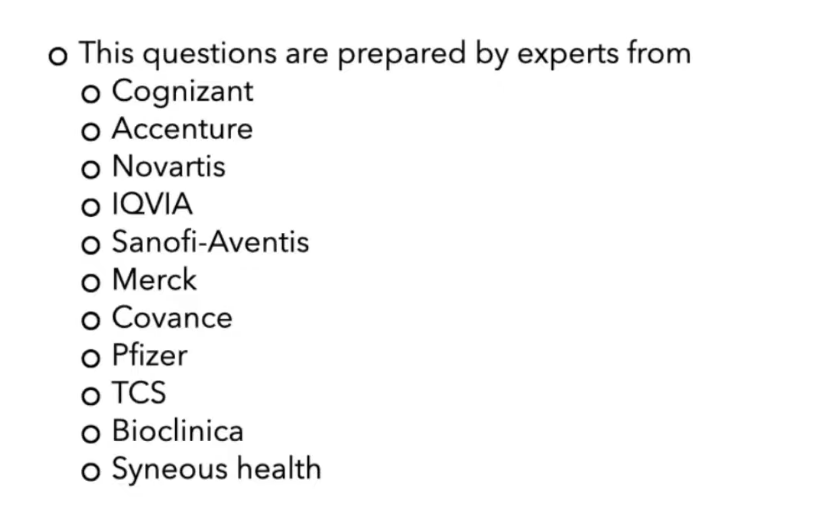 This questions are prepared by experts from
Cognizant
Accenture
Novartis
IQVIA
Sanofi-Aventis
Merck
Covance
Pfizer
TCS
Bioclinica
Syneous health